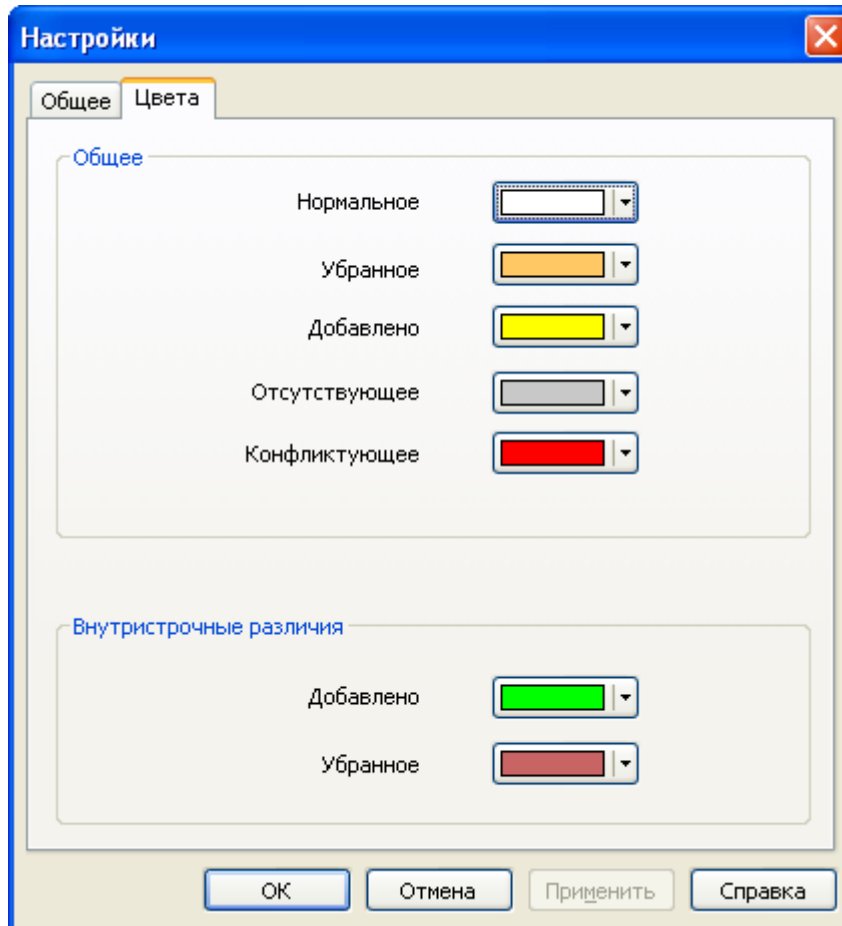 Настройки
Общее
Цвета
Общее
Нормальное
Убранное
Добавлено
Отсутствующее
Конфликтующее
Внутристрочные различия
Добавлено
Убранное
OK
Отмена
Применить
Справка